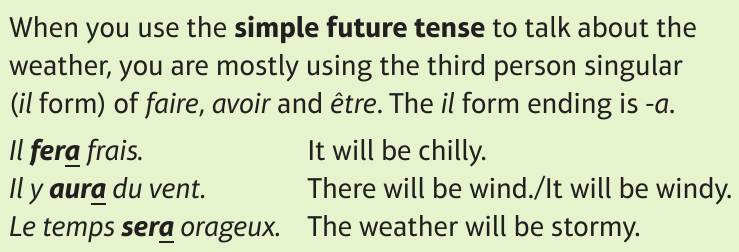 When you use the simple future tense to talk about the
weather, you are mostly using the third person singular
(il form) of faire, avoir and être. The il form ending is -a.
Il fera frais. It will be chilly.
Il y aura du vent. There will be wind./It will be windy.
Le temps sera orageux. The weather will be stormy.